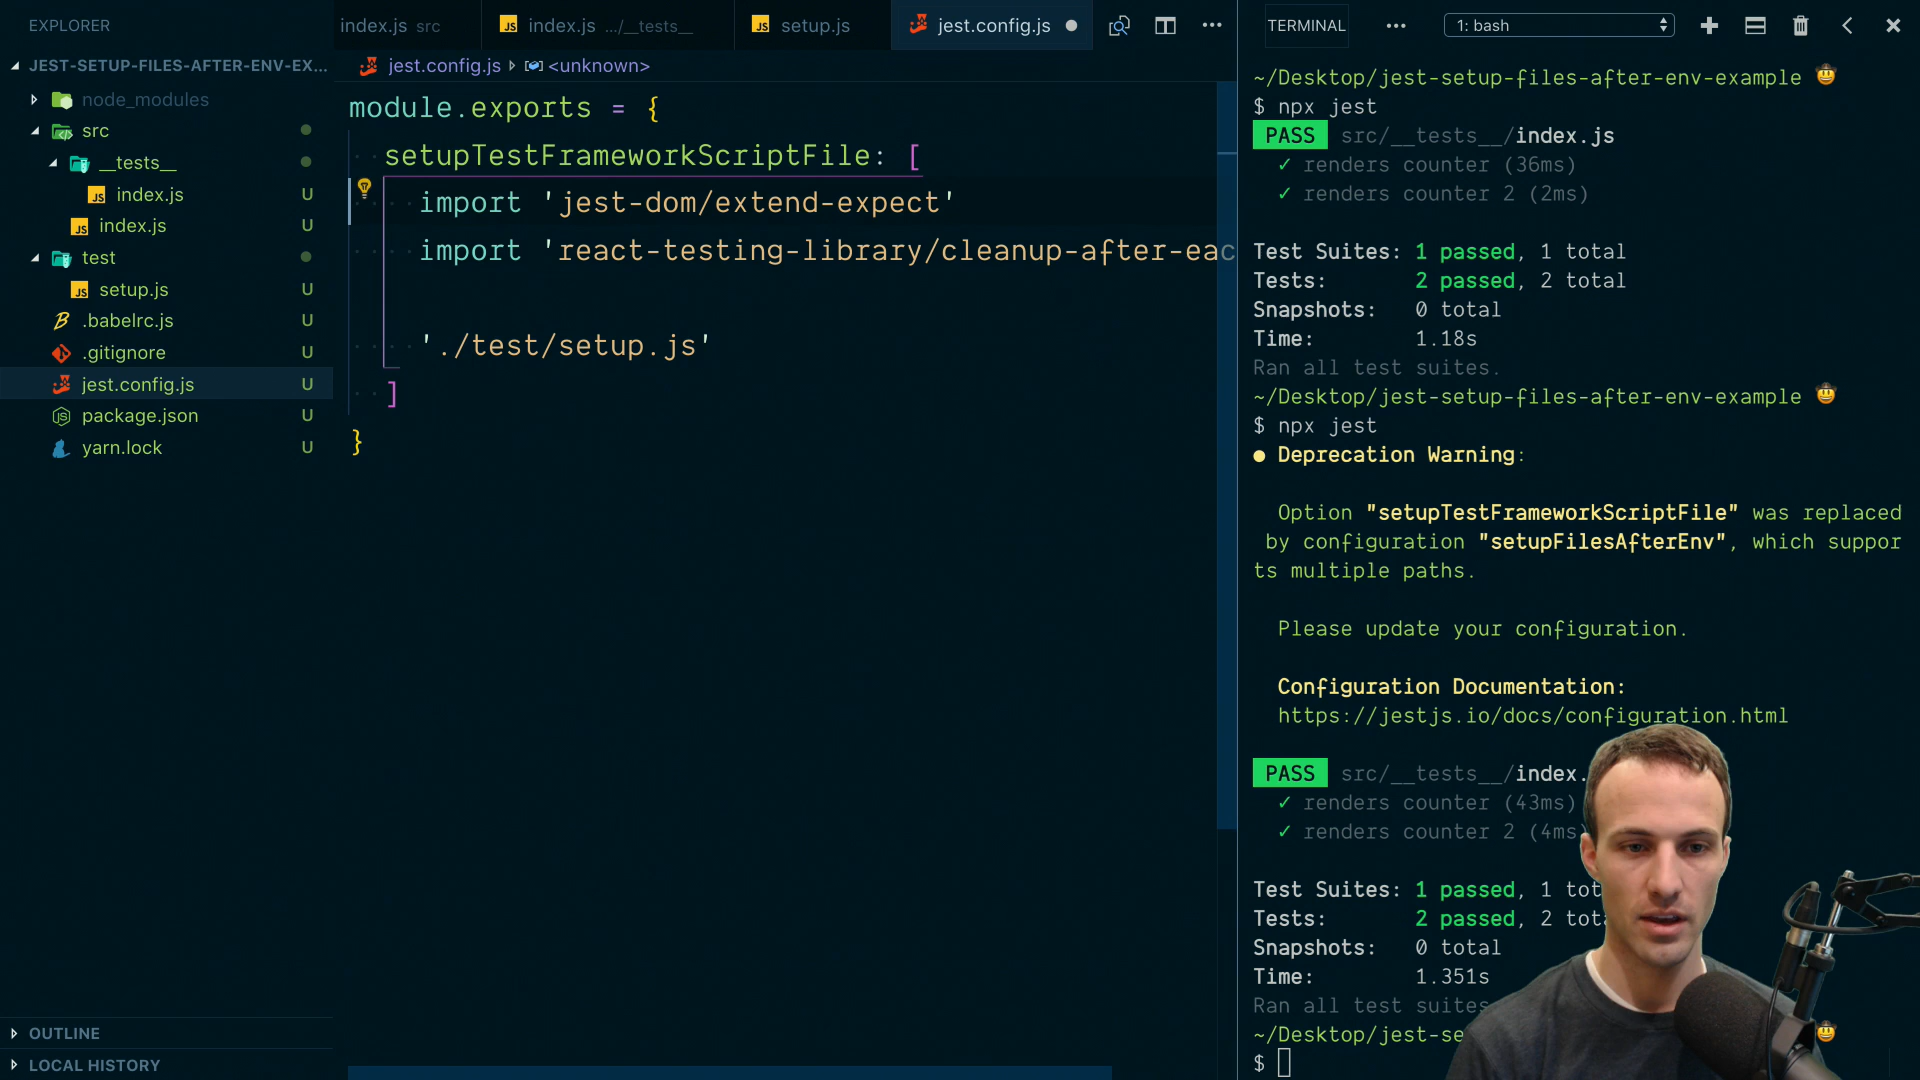 EXPLORER
JEST-SETUP-FILES-AFTER-ENV-EX...
node_modules
src
__tests__
index.js U
index.js U
test
setup.js U
.babelrc.js U
.gitignore U
jest.config.js U
package.json U
yarn.lock U
OUTLINE
LOCAL HISTORY
index.js src
JS index.js .../__tests__
JS setup.js
jest.config.js
jest.config.js <unknown>
module.exports = {
setupTestFrameworkScriptFile: [
import 'jest-dom/extend-expect'
import 'react-testing-library/cleanup-after-eac
'./test/setup.js'
]
}
TERMINAL
1: bash
~/Desktop/jest-setup-files-after-env-example
$ npx jest
PASS src/__tests__/index.js
✓ renders counter (36ms)
✓ renders counter 2 (2ms)
Test Suites: 1 passed, 1 total
Tests: 2 passed, 2 total
Snapshots: 0 total
Time: 1.18s
Ran all test suites.
~/Desktop/jest-setup-files-after-env-example
$ npx jest
● Deprecation Warning:
Option "setupTestFrameworkScriptFile" was replaced
by configuration "setupFilesAfterEnv", which suppor
ts multiple paths.
Please update your configuration.
Configuration Documentation:
https://jestjs.io/docs/configuration.html
PASS src/__tests__/index.
✓ renders counter (43ms)
✓ renders counter 2 (4ms
Test Suites: 1 passed, 1 tot
Tests: 2 passed, 2 tota
Snapshots: 0 total
Time: 1.351s
Ran all test suites
~/Desktop/jest-se
$